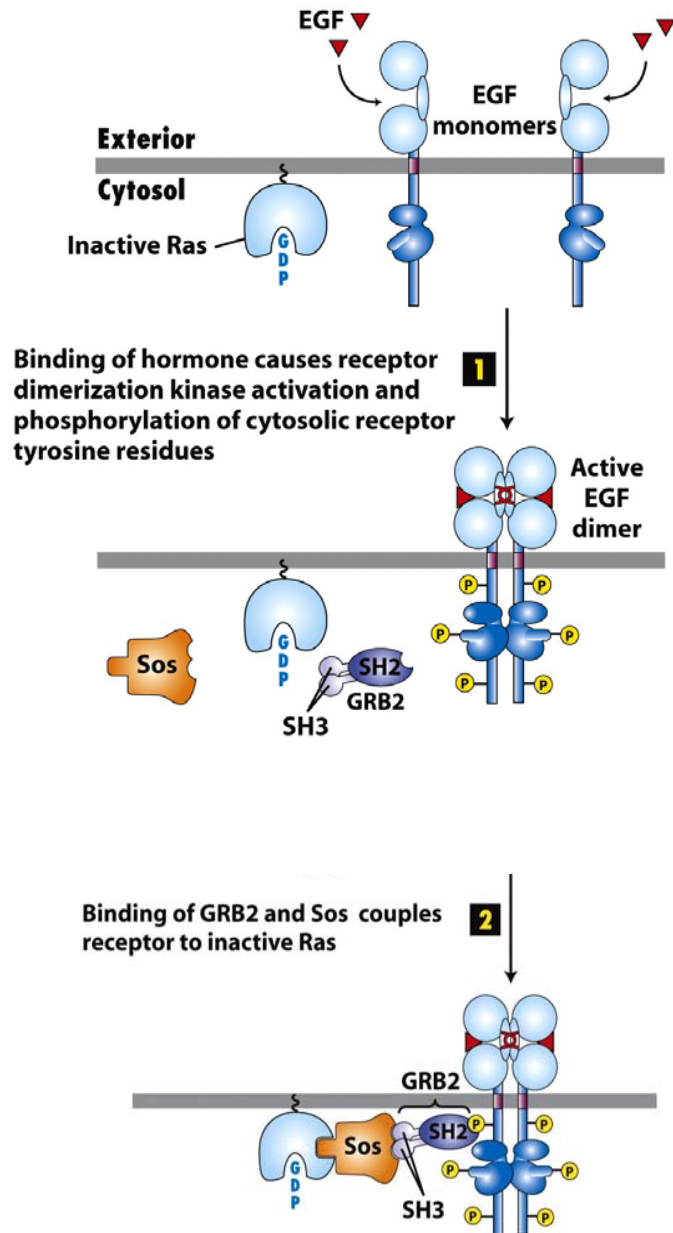 EGF
EGF
monomers
Exterior
Cytosol
Inactive Ras
G
D
P
Binding of hormone causes receptor
dimerization kinase activation and
phosphorylation of cytosolic receptor
tyrosine residues
1
Active
EGF
dimer
P
P
P
P
P
P
G
D
P
Sos
SH2
GRB2
SH3
Binding of GRB2 and Sos couples
receptor to inactive Ras
2
GRB2
P
P
Sos
SH2
P
P
G
D
P
SH3
P
P